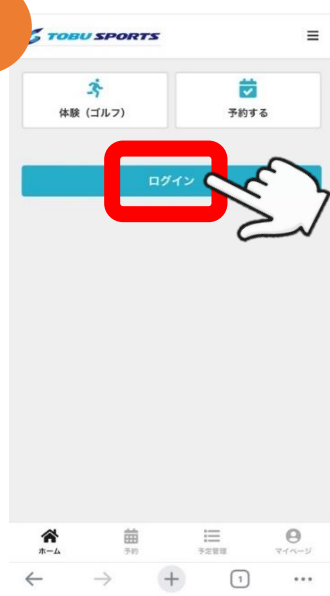 TOBU SPORTS
体験（ゴルフ）
予約する
ログイン
ホーム
予約
予定管理
マイページ
1